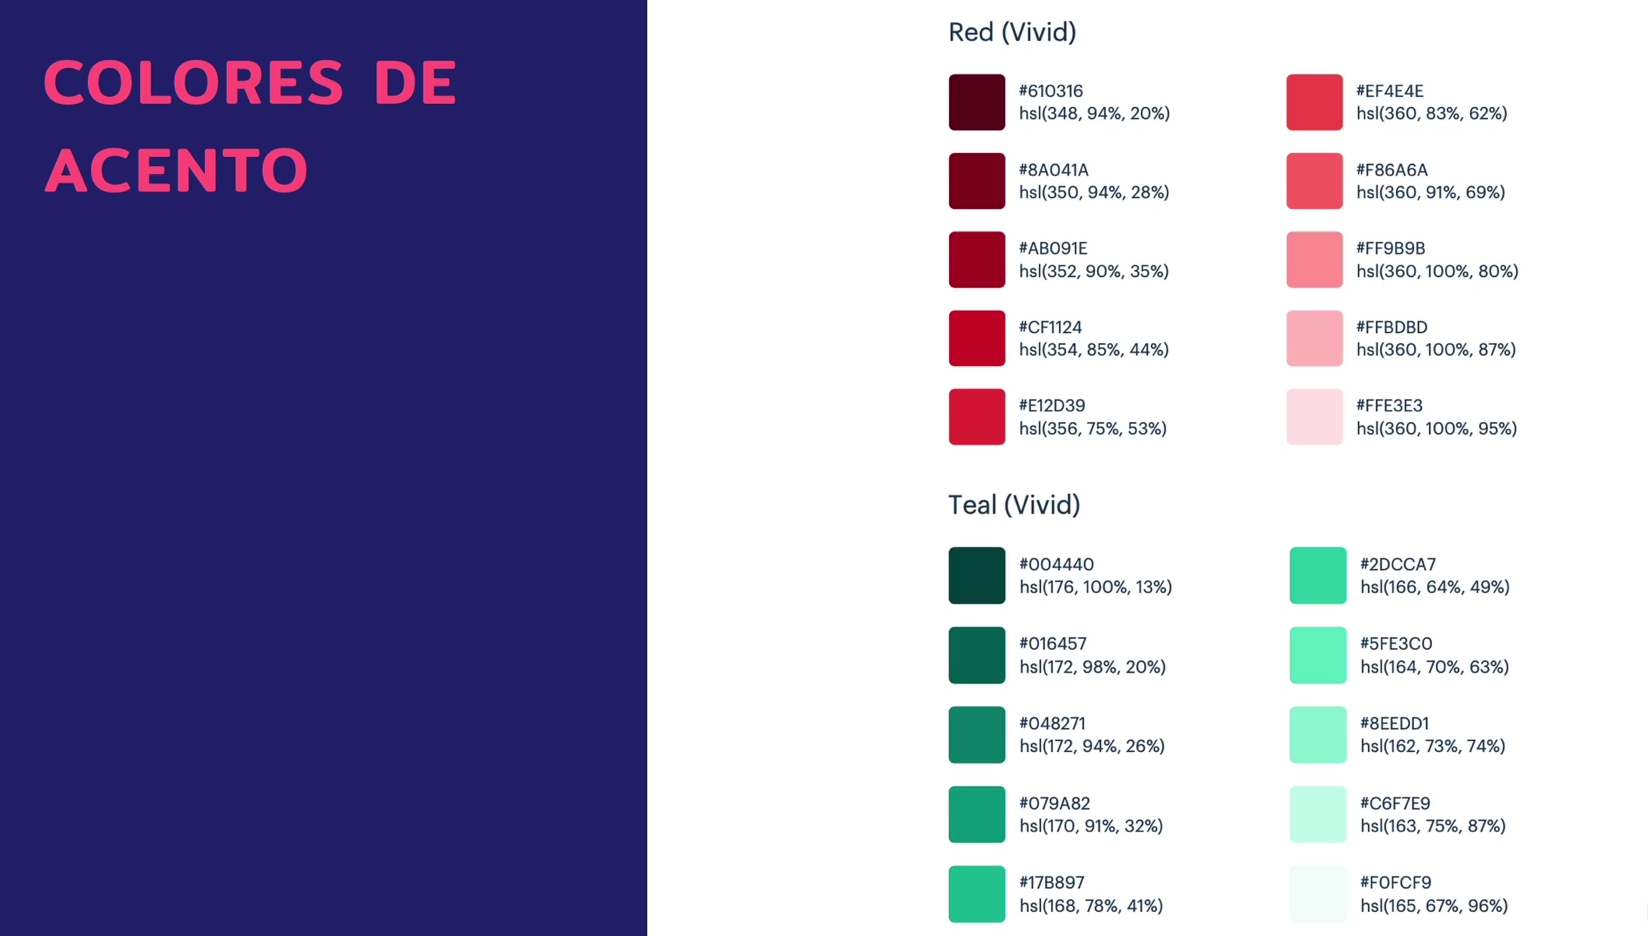 COLORES DE
ACENTO
Red (Vivid)
#610316
hsl(348, 94%, 20%)
#8A041A
hsl(350, 94%, 28%)
#AB091E
hsl(352, 90%, 35%)
#CF1124
hsl(354, 85%, 44%)
#E12D39
hsl(356, 75%, 53%)
#EF4E4E
hsl(360, 83%, 62%)
#F86A6A
hsl(360, 91%, 69%)
#FF9B9B
hsl(360, 100%, 80%)
#FFBDBD
hsl(360, 100%, 87%)
#FFE3E3
hsl(360, 100%, 95%)
Teal (Vivid)
#004440
hsl(176, 100%, 13%)
#016457
hsl(172, 98%, 20%)
#048271
hsl(172, 94%, 26%)
#079A82
hsl(170, 91%, 32%)
#17B897
hsl(168, 78%, 41%)
#2DCCA7
hsl(166, 64%, 49%)
#5FE3C0
hsl(164, 70%, 63%)
#8EEDD1
hsl(162, 73%, 74%)
#C6F7E9
hsl(163, 75%, 87%)
#F0FCF9
hsl(165, 67%, 96%)